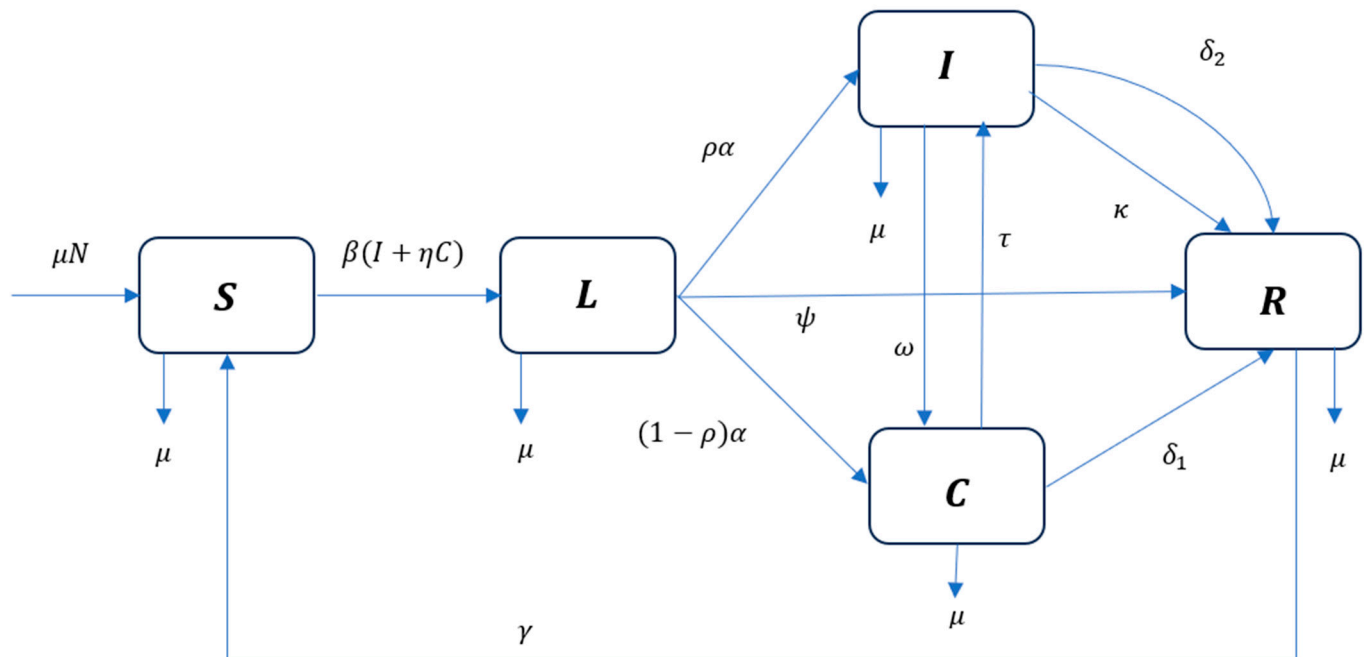 I
δ₂
ρα
μ
κ
τ
μN
β(I + ηC)
S
L
R
ψ
ω
(1 − ρ)α
μ
μ
δ₁
μ
C
μ
γ